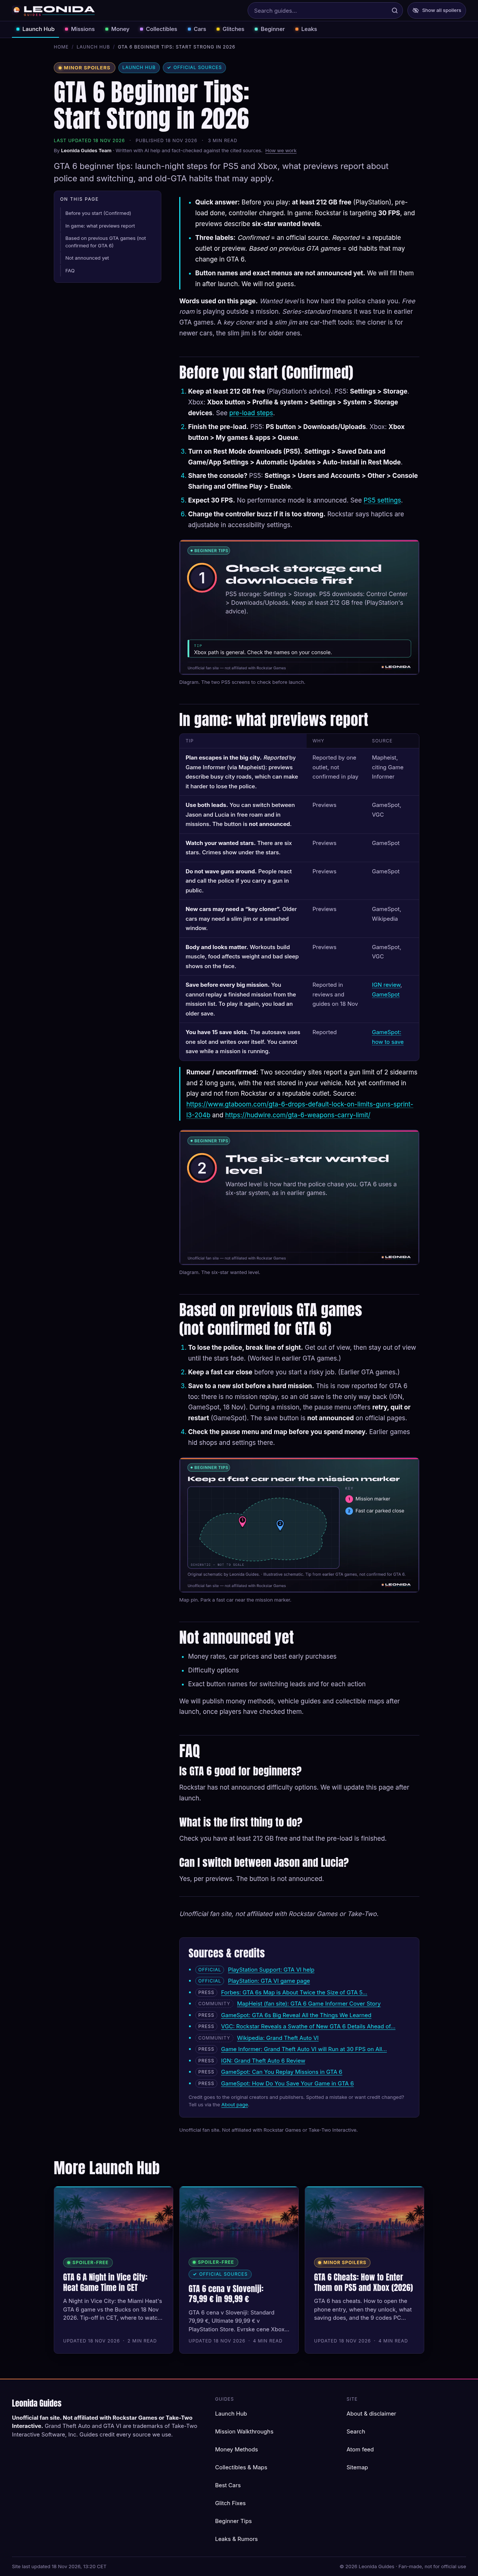 LEONIDA
GUIDES
Search guides...
Show all spoilers
Launch Hub
Missions
Money
Collectibles
Cars
Glitches
Beginner
Leaks
HOME / LAUNCH HUB / GTA 6 BEGINNER TIPS: START STRONG IN 2026
MINOR SPOILERS
LAUNCH HUB
✓ OFFICIAL SOURCES
GTA 6 Beginner Tips:
Start Strong in 2026
LAST UPDATED 18 NOV 2026 · PUBLISHED 18 NOV 2026 · 3 MIN READ
By Leonida Guides Team · Written with AI help and fact-checked against the cited sources. How we work
GTA 6 beginner tips: launch-night steps for PS5 and Xbox, what previews report about
police and switching, and old-GTA habits that may apply.
ON THIS PAGE
Before you start (Confirmed)
In game: what previews report
Based on previous GTA games (not
confirmed for GTA 6)
Not announced yet
FAQ
• Quick answer: Before you play: at least 212 GB free (PlayStation), pre-
load done, controller charged. In game: Rockstar is targeting 30 FPS, and
previews describe six-star wanted levels.
• Three labels: Confirmed = an official source. Reported = a reputable
outlet or preview. Based on previous GTA games = old habits that may
change in GTA 6.
• Button names and exact menus are not announced yet. We will fill them
in after launch. We will not guess.
Words used on this page. Wanted level is how hard the police chase you. Free
roam is playing outside a mission. Series-standard means it was true in earlier
GTA games. A key cloner and a slim jim are car-theft tools: the cloner is for
newer cars, the slim jim is for older ones.
Before you start (Confirmed)
1. Keep at least 212 GB free (PlayStation's advice). PS5: Settings > Storage.
Xbox: Xbox button > Profile & system > Settings > System > Storage
devices. See pre-load steps.
2. Finish the pre-load. PS5: PS button > Downloads/Uploads. Xbox: Xbox
button > My games & apps > Queue.
3. Turn on Rest Mode downloads (PS5). Settings > Saved Data and
Game/App Settings > Automatic Updates > Auto-Install in Rest Mode.
4. Share the console? PS5: Settings > Users and Accounts > Other > Console
Sharing and Offline Play > Enable.
5. Expect 30 FPS. No performance mode is announced. See PS5 settings.
6. Change the controller buzz if it is too strong. Rockstar says haptics are
adjustable in accessibility settings.
BEGINNER TIPS
1
Check storage and
downloads first
PS5 storage: Settings > Storage. PS5 downloads: Control Center
> Downloads/Uploads. Keep at least 212 GB free (PlayStation's
advice).
TIP
Xbox path is general. Check the names on your console.
Unofficial fan site — not affiliated with Rockstar Games
LEONIDA
Diagram. The two PS5 screens to check before launch.
In game: what previews report
TIP WHY SOURCE
Plan escapes in the big city. Reported by
Game Informer (via Mapheist): previews
describe busy city roads, which can make
it harder to lose the police.
Reported by one
outlet, not
confirmed in play
Mapheist,
citing Game
Informer
Use both leads. You can switch between
Jason and Lucia in free roam and in
missions. The button is not announced.
Previews
GameSpot,
VGC
Watch your wanted stars. There are six
stars. Crimes show under the stars.
Previews
GameSpot
Do not wave guns around. People react
and call the police if you carry a gun in
public.
Previews
GameSpot
New cars may need a "key cloner". Older
cars may need a slim jim or a smashed
window.
Previews
GameSpot,
Wikipedia
Body and looks matter. Workouts build
muscle, food affects weight and bad sleep
shows on the face.
Previews
GameSpot,
VGC
Save before every big mission. You
cannot replay a finished mission from the
mission list. To play it again, you load an
older save.
Reported in
reviews and
guides on 18 Nov
IGN review,
GameSpot
You have 15 save slots. The autosave uses
one slot and writes over itself. You cannot
save while a mission is running.
Reported
GameSpot:
how to save
Rumour / unconfirmed: Two secondary sites report a gun limit of 2 sidearms
and 2 larger guns, with the rest stored in your vehicle. Not yet confirmed in
play and not from Rockstar or a reputable outlet. Source:
https://www.gtaboom.com/gta-6-drops-default-lock-on-limits-guns-sprint-
l3-204b and https://hudwire.com/gta-6-weapons-carry-limit/
BEGINNER TIPS
2
The six-star wanted
level
Wanted level is how hard the police chase you. GTA 6 uses a
six-star system, as in earlier games.
Unofficial fan site — not affiliated with Rockstar Games
LEONIDA
Diagram. The six-star wanted level.
Based on previous GTA games
(not confirmed for GTA 6)
1. To lose the police, break line of sight. Get out of view, then stay out of view
until the stars fade. (Worked in earlier GTA games.)
2. Keep a fast car close before you start a risky job. (Earlier GTA games.)
3. Save to a new slot before a hard mission. This is now reported for GTA 6
too: there is no mission replay, so an old save is the only way back (IGN,
GameSpot, 18 Nov). During a mission, the pause menu offers retry, quit or
restart (GameSpot). The save button is not announced on official pages.
4. Check the pause menu and map before you spend money. Earlier games
hid shops and settings there.
BEGINNER TIPS
Keep a fast car near the mission marker
KEY
1 Mission marker
2 Fast car parked close
SCHEMATIC — NOT TO SCALE
Original schematic by Leonida Guides · Illustrative schematic. Tip from earlier GTA games, not confirmed for GTA 6.
Unofficial fan site — not affiliated with Rockstar Games
LEONIDA
Map pin. Park a fast car near the mission marker.
Not announced yet
• Money rates, car prices and best early purchases
• Difficulty options
• Exact button names for switching leads and for each action
We will publish money methods, vehicle guides and collectible maps after
launch, once players have checked them.
FAQ
Is GTA 6 good for beginners?
Rockstar has not announced difficulty options. We will update this page after
launch.
What is the first thing to do?
Check you have at least 212 GB free and that the pre-load is finished.
Can I switch between Jason and Lucia?
Yes, per previews. The button is not announced.
Unofficial fan site, not affiliated with Rockstar Games or Take-Two.
Sources & credits
• OFFICIAL PlayStation Support: GTA VI help
• OFFICIAL PlayStation: GTA VI game page
• PRESS Forbes: GTA 6s Map is About Twice the Size of GTA 5...
• COMMUNITY MapHeist (fan site): GTA 6 Game Informer Cover Story
• PRESS GameSpot: GTA 6s Big Reveal All the Things We Learned
• PRESS VGC: Rockstar Reveals a Swathe of New GTA 6 Details Ahead of...
• COMMUNITY Wikipedia: Grand Theft Auto VI
• PRESS Game Informer: Grand Theft Auto VI will Run at 30 FPS on All...
• PRESS IGN: Grand Theft Auto 6 Review
• PRESS GameSpot: Can You Replay Missions in GTA 6
• PRESS GameSpot: How Do You Save Your Game in GTA 6
Credit goes to the original creators and publishers. Spotted a mistake or want credit changed?
Tell us via the About page.
Unofficial fan site. Not affiliated with Rockstar Games or Take-Two Interactive.
More Launch Hub
SPOILER-FREE
GTA 6 A Night in Vice City:
Heat Game Time in CET
A Night in Vice City: the Miami Heat's
GTA 6 game vs the Bucks on 18 Nov
2026. Tip-off in CET, where to watc...
UPDATED 18 NOV 2026 · 2 MIN READ
SPOILER-FREE
✓ OFFICIAL SOURCES
GTA 6 cena v Sloveniji:
79,99 € in 99,99 €
GTA 6 cena v Sloveniji: Standard
79,99 €, Ultimate 99,99 € v
PlayStation Store. Evrske cene Xbox...
UPDATED 18 NOV 2026 · 4 MIN READ
MINOR SPOILERS
GTA 6 Cheats: How to Enter
Them on PS5 and Xbox (2026)
GTA 6 has cheats. How to open the
phone entry, when they unlock, what
saving does, and the 9 codes PC...
UPDATED 18 NOV 2026 · 4 MIN READ
Leonida Guides
Unofficial fan site. Not affiliated with Rockstar Games or Take-Two
Interactive. Grand Theft Auto and GTA VI are trademarks of Take-Two
Interactive Software, Inc. Guides credit every source we use.
GUIDES
Launch Hub
Mission Walkthroughs
Money Methods
Collectibles & Maps
Best Cars
Glitch Fixes
Beginner Tips
Leaks & Rumors
SITE
About & disclaimer
Search
Atom feed
Sitemap
Site last updated 18 Nov 2026, 13:20 CET
© 2026 Leonida Guides · Fan-made, not for official use